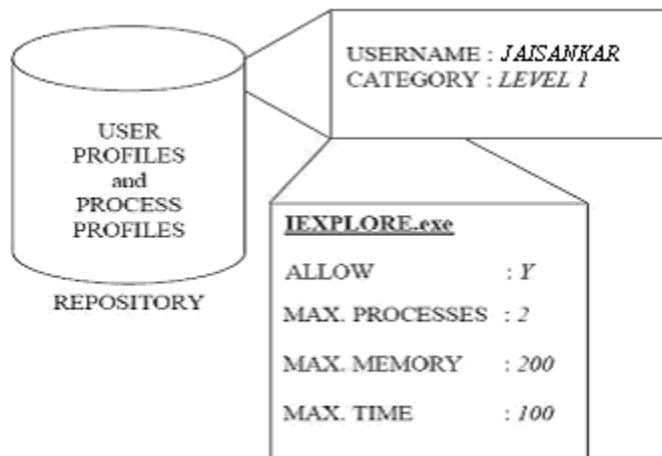 USERNAME : JAISANKAR
CATEGORY : LEVEL 1
USER
PROFILES
and
PROCESS
PROFILES
REPOSITORY
IEXPLORE.exe
ALLOW : Y
MAX. PROCESSES : 2
MAX. MEMORY : 200
MAX. TIME : 100